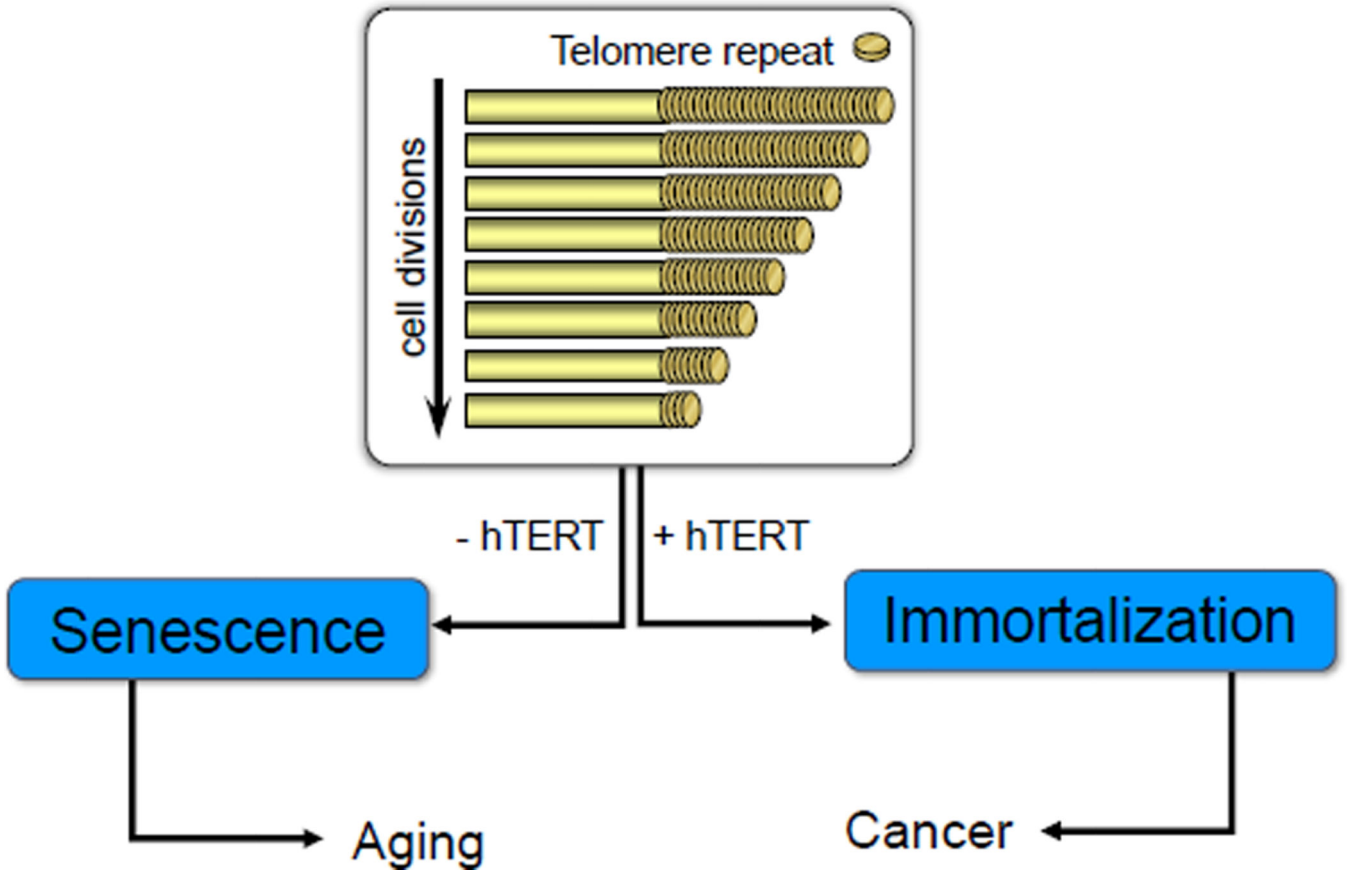 Telomere repeat
cell divisions
- hTERT
+ hTERT
Senescence
Immortalization
Aging
Cancer